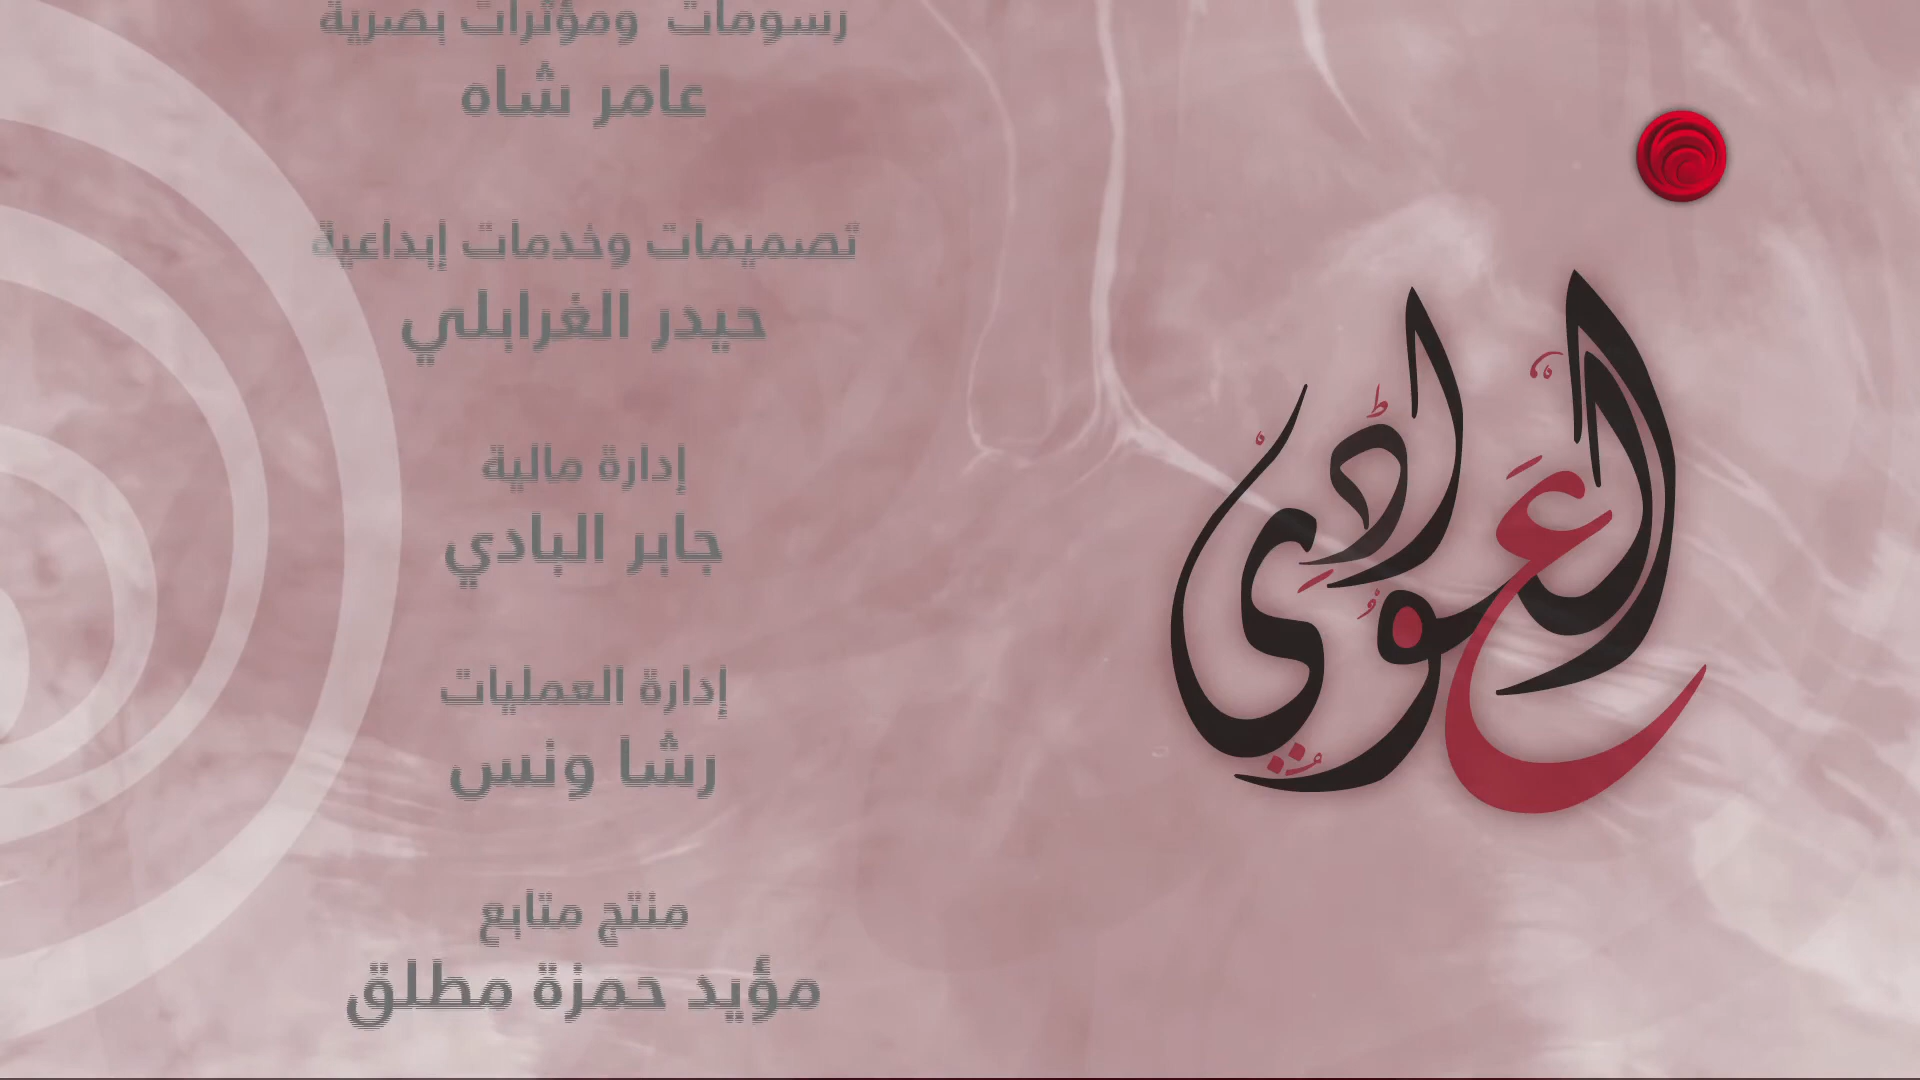 رسومات ومؤثرات بصرية
عامر شاه
تصميمات وخدمات إبداعية
حيدر الغرابلي
إدارة مالية
جابر البادي
إدارة العمليات
رشا ونس
منتج متابع
مؤيد حمزة مطلق